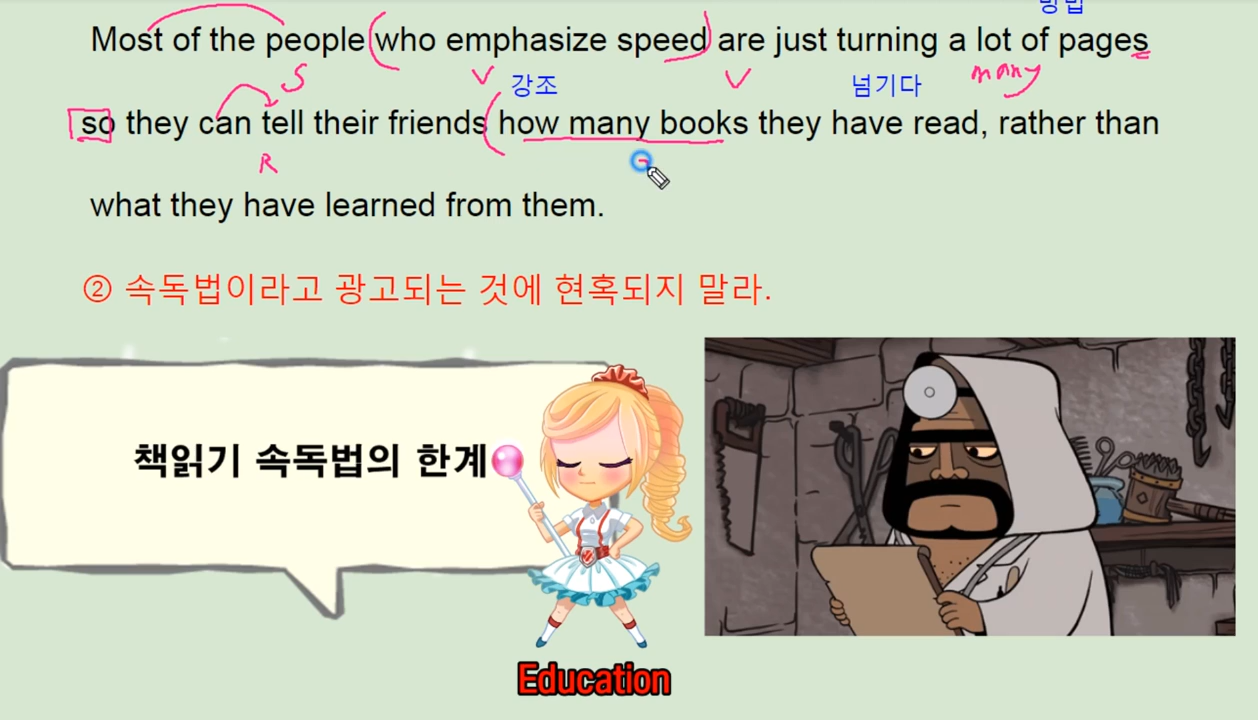 방법
Most of the people (who emphasize speed) are just turning a lot of pages
S V 강조 V 넘기다 many
so they can tell their friends (how many books they have read, rather than
R
what they have learned from them.
② 속독법이라고 광고되는 것에 현혹되지 말라.
책읽기 속독법의 한계
Education